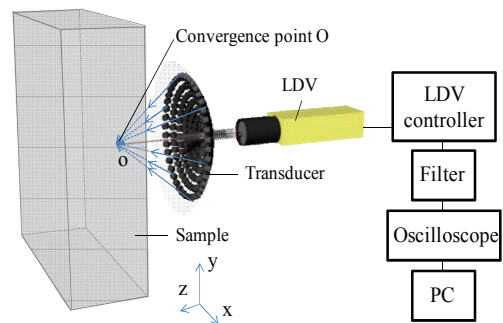 Convergence point O
LDV
LDV
controller
o
Transducer
Filter
Oscilloscope
Sample
y
z
x
PC